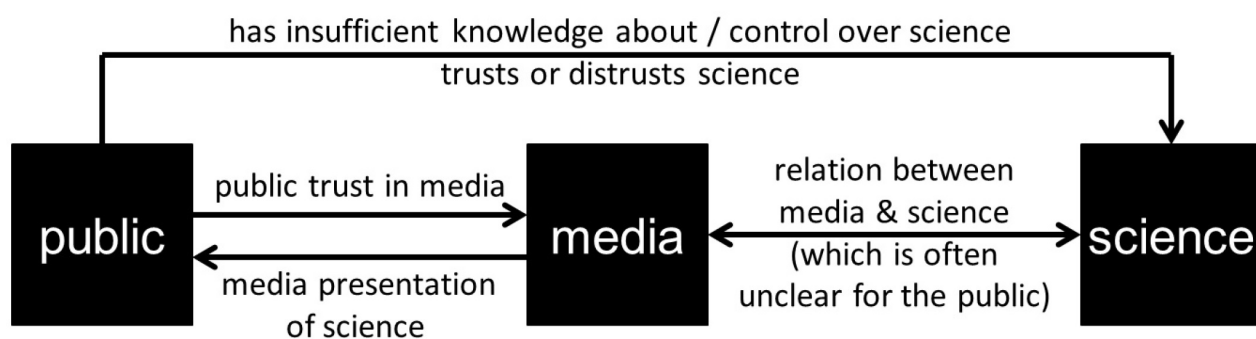 has insufficient knowledge about / control over science
trusts or distrusts science
public
public trust in media
media presentation
of science
media
relation between
media & science
(which is often
unclear for the public)
science